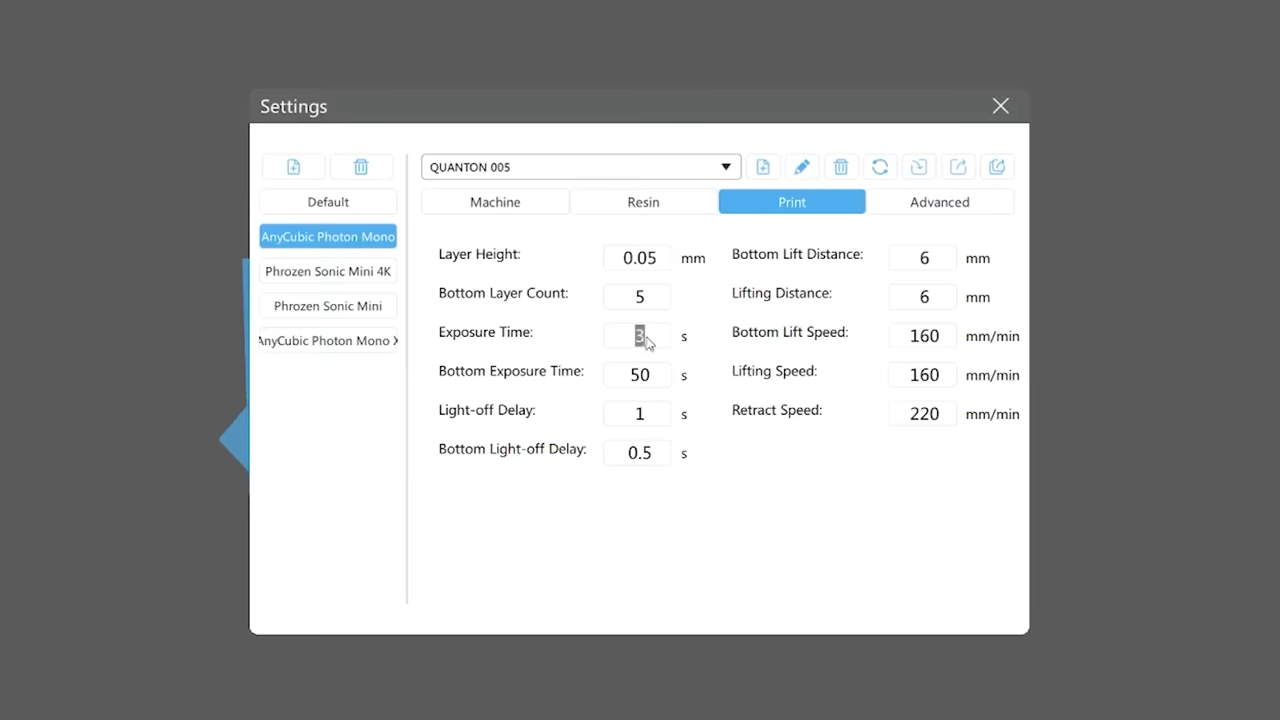 Settings
QUANTON 005
Default
Machine
Resin
Print
Advanced
AnyCubic Photon Mono
Phrozen Sonic Mini 4K
Phrozen Sonic Mini
AnyCubic Photon Mono X
Layer Height: 0.05 mm
Bottom Layer Count: 5
Exposure Time: 3 s
Bottom Exposure Time: 50 s
Light-off Delay: 1 s
Bottom Light-off Delay: 0.5 s
Bottom Lift Distance: 6 mm
Lifting Distance: 6 mm
Bottom Lift Speed: 160 mm/min
Lifting Speed: 160 mm/min
Retract Speed: 220 mm/min